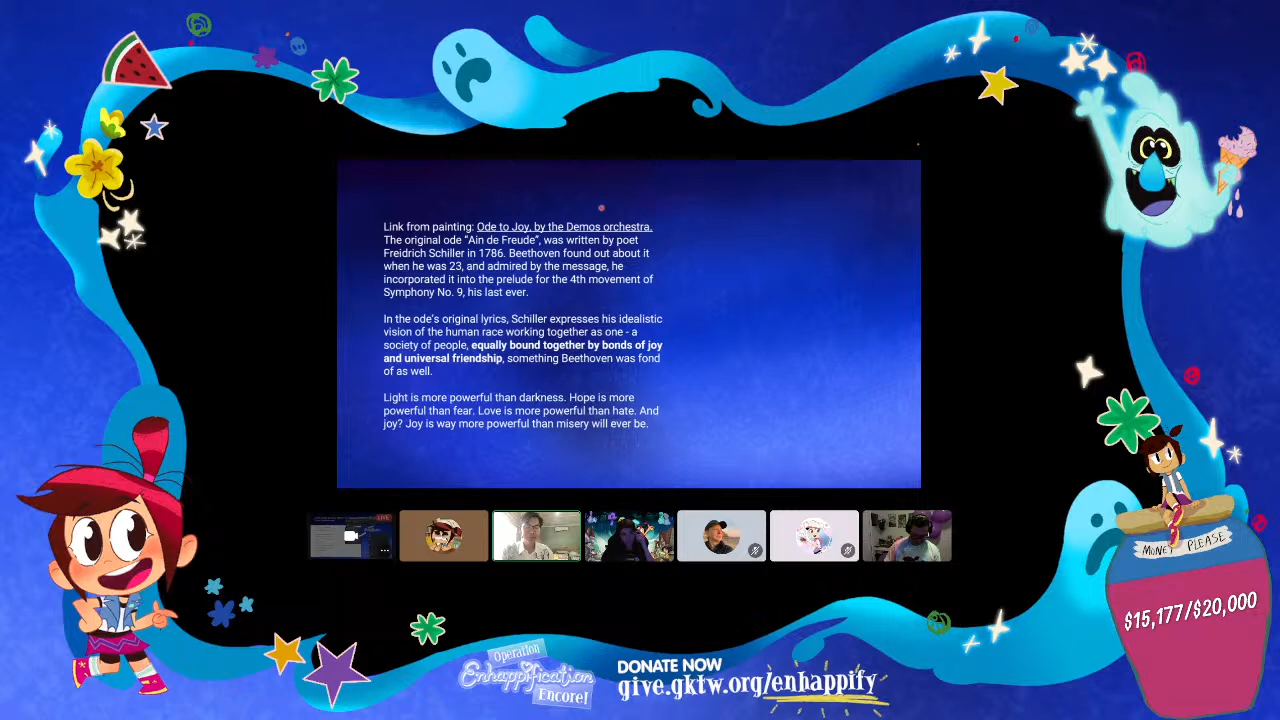 Link from painting: Ode to Joy, by the Demos orchestra.
The original ode “Ain de Freude”, was written by poet
Freidrich Schiller in 1786. Beethoven found out about it
when he was 23, and admired by the message, he
incorporated it into the prelude for the 4th movement of
Symphony No. 9, his last ever.
In the ode's original lyrics, Schiller expresses his idealistic
vision of the human race working together as one - a
society of people, equally bound together by bonds of joy
and universal friendship, something Beethoven was fond
of as well.
Light is more powerful than darkness. Hope is more
powerful than fear. Love is more powerful than hate. And
joy? Joy is way more powerful than misery will ever be.
LIVE
MONEY PLEASE
$15,177/$20,000
Operation
Enhappification
Encore!
DONATE NOW
give.gktw.org/enhappify